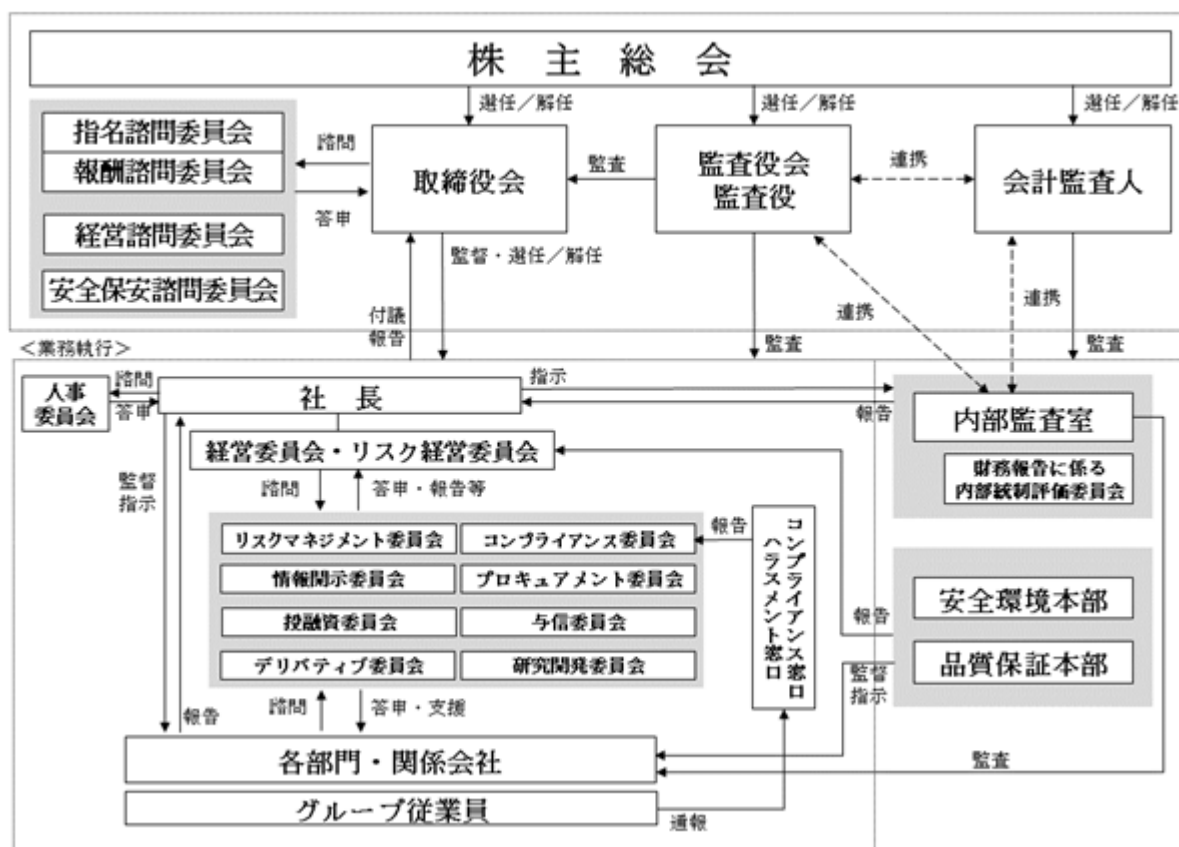 株主総会
選任／解任
選任／解任
選任／解任
指名諮問委員会
報酬諮問委員会
経営諮問委員会
安全保安諮問委員会
諮問
答申
取締役会
監査
監査役会
監査役
連携
会計監査人
監督・選任／解任
付議
報告
監査
連携
連携
監査
＜業務執行＞
人事
委員会
諮問
答申
社長
指示
報告
経営委員会・リスク経営委員会
内部監査室
財務報告に係る
内部統制評価委員会
監督
指示
諮問
答申・報告等
リスクマネジメント委員会
コンプライアンス委員会
情報開示委員会
プロキュアメント委員会
投融資委員会
与信委員会
デリバティブ委員会
研究開発委員会
報告
コンプライアンス窓口
ハラスメント窓口
安全環境本部
品質保証本部
報告
監督
指示
報告
諮問
答申・支援
各部門・関係会社
監査
グループ従業員
通報